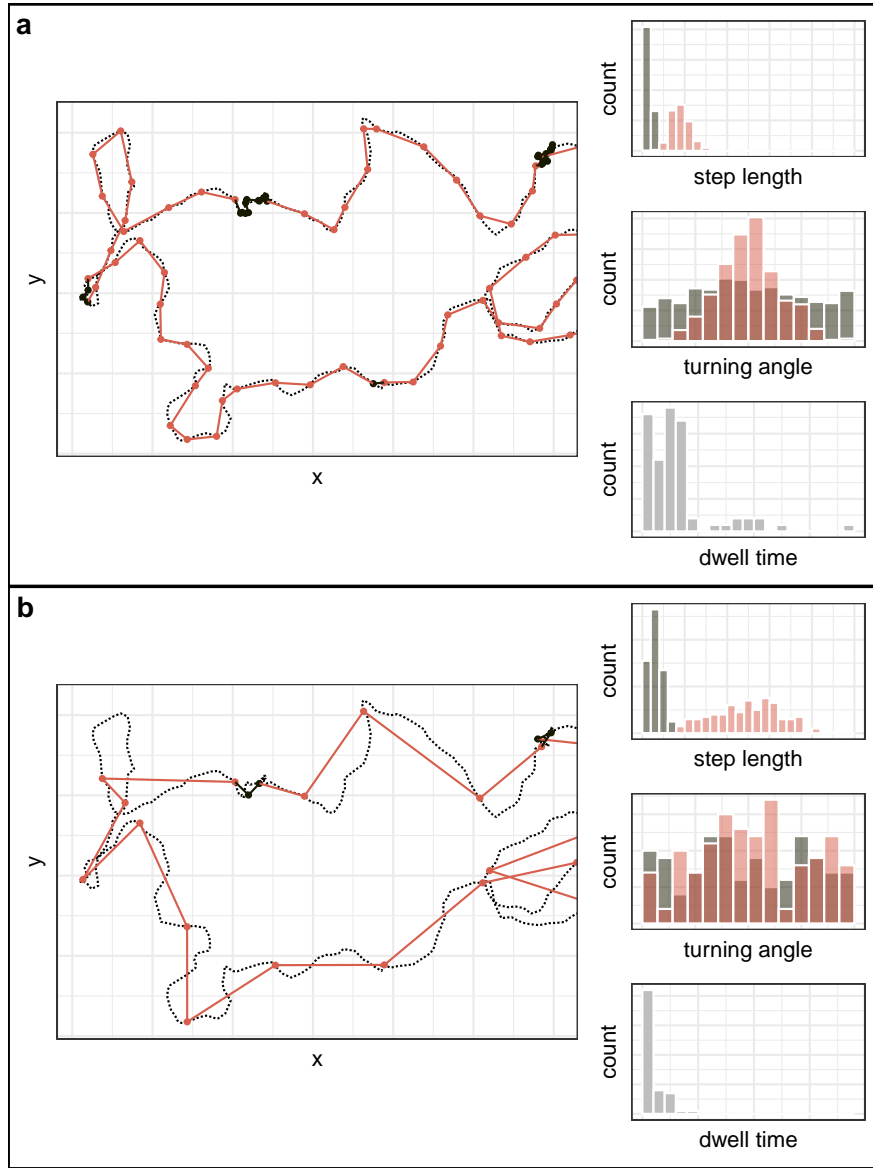 a
y
x
count
step length
count
turning angle
count
dwell time
b
y
x
count
step length
count
turning angle
count
dwell time